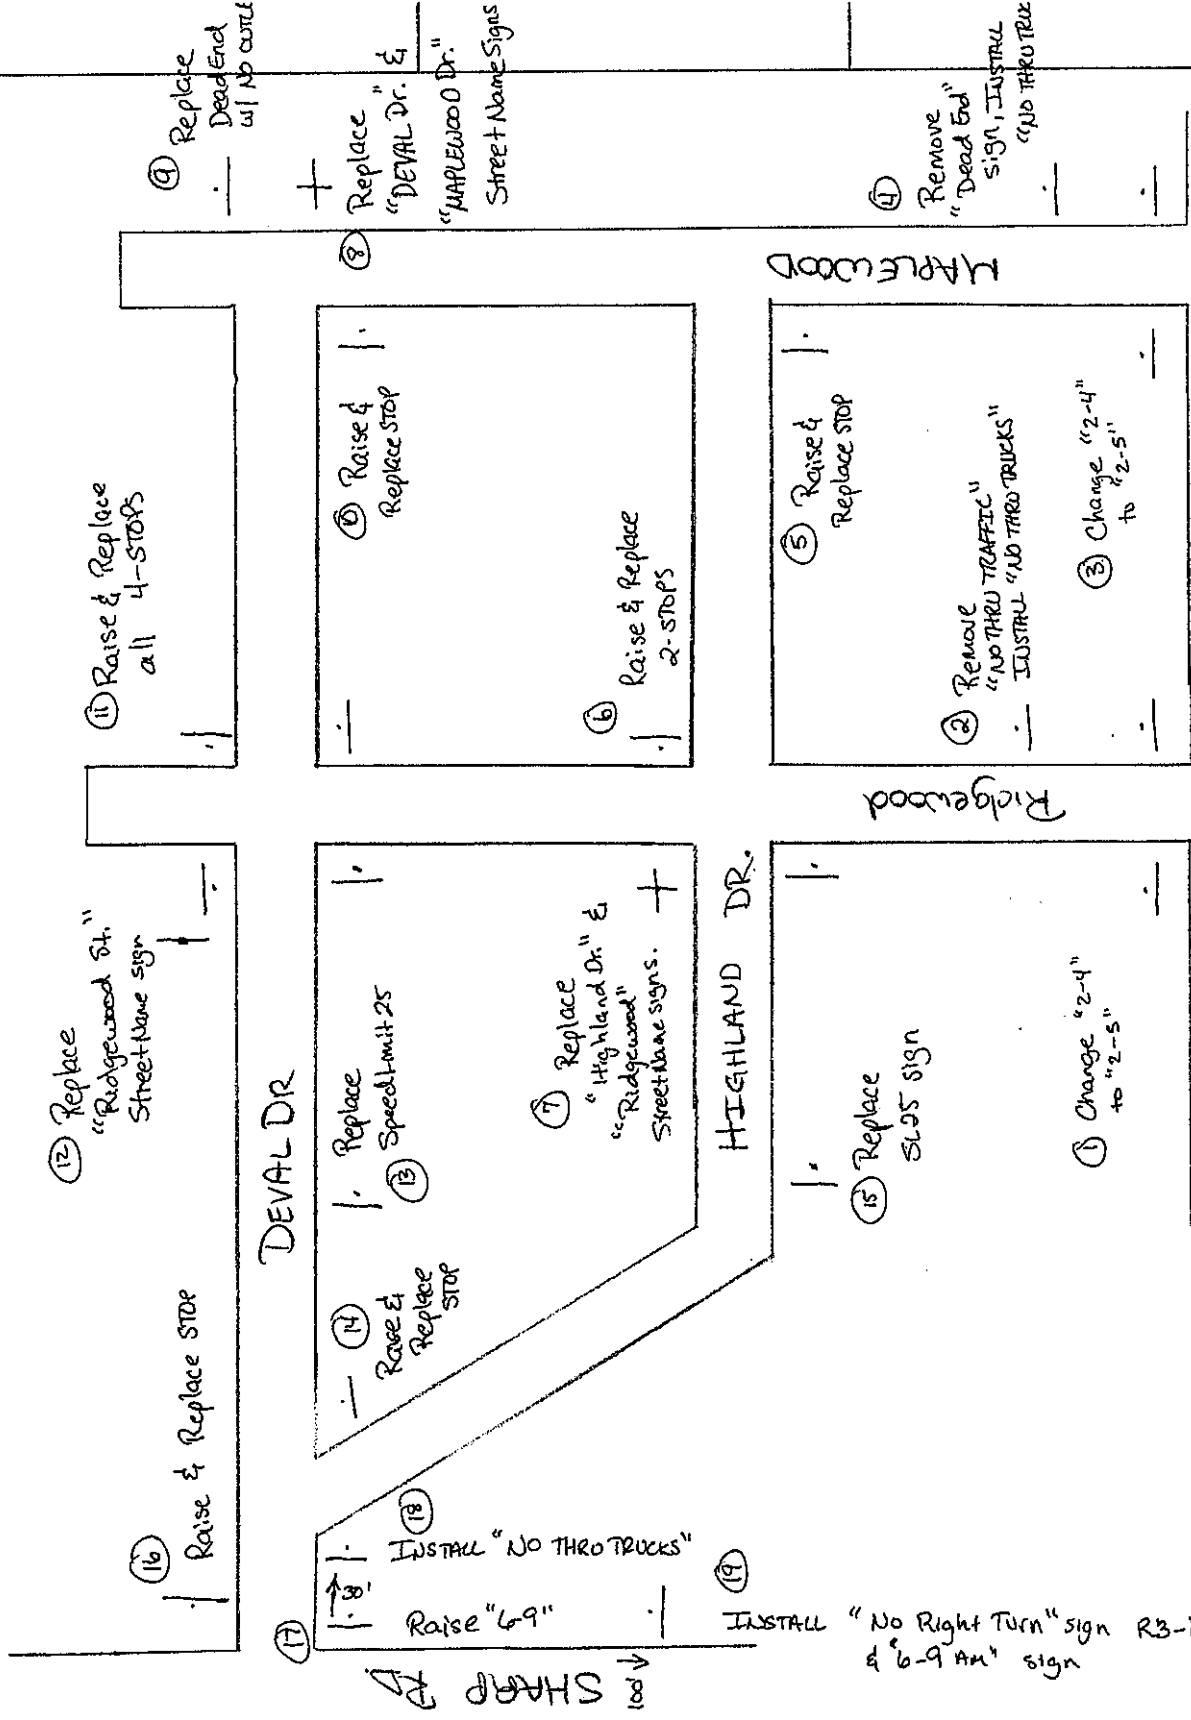 ⑨ Replace
Dead End
w/ No
Replace
"DEVAL Dr." &
"MAPLEWOOD Dr."
Street Name Signs
⑧
④ Remove
"Dead End"
sign, INSTALL
"NO THRU
MAPLEWOOD
⑪ Raise & Replace
all 4-STOPS
⑩ Raise &
Replace STOP
⑥ Raise & Replace
2-STOPS
⑤ Raise &
Replace STOP
② Remove
"NO THRU TRAFFIC"
INSTALL "NO THRU TRUCKS"
③ Change "2-4"
to "2-5"
Ridgewood
⑫ Replace
"Ridgewood St."
Street Name sign
DEVAL DR
⑬ Replace
Speed Limit 25
⑦ Replace
"Highland Dr." &
"Ridgewood"
Street Name signs.
HIGHLAND DR.
⑮ Replace
SL25 sign
① Change "2-4"
to "2-5"
⑭
Raise &
Replace
STOP
⑯
Raise & Replace STOP
⑰
30'
Raise "6-9"
⑱
INSTALL "NO THRO TRUCKS"
⑲
INSTALL "No Right Turn" sign R3-1
& "6-9 AM" sign
SHARP RD
100'